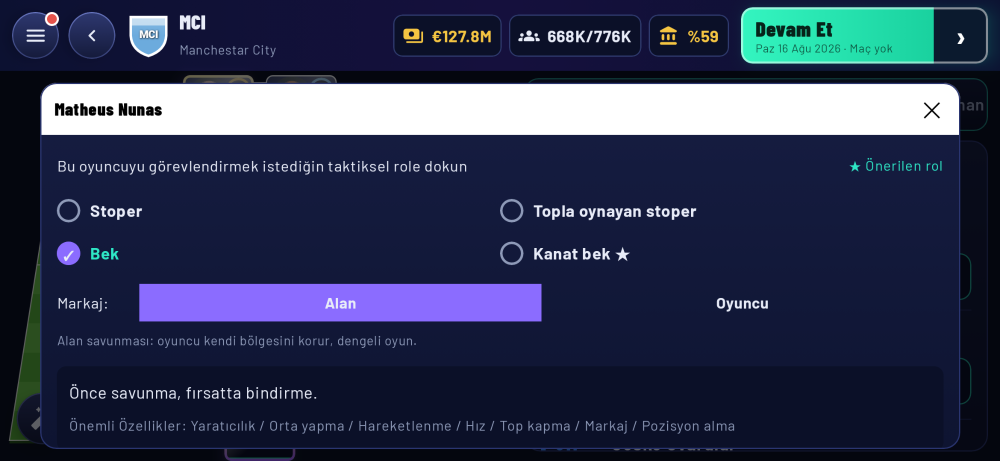 MCI
MCI
Manchestar City
€127.8M
668K/776K
%59
Devam Et
Paz 16 Ağu 2026 · Maç yok
Matheus Nunas
Bu oyuncuyu görevlendirmek istediğin taktiksel role dokun
★ Önerilen rol
Stoper
Topla oynayan stoper
Bek
Kanat bek ★
Markaj:
Alan
Oyuncu
Alan savunması: oyuncu kendi bölgesini korur, dengeli oyun.
Önce savunma, fırsatta bindirme.
Önemli Özellikler: Yaratıcılık / Orta yapma / Hareketlenme / Hız / Top kapma / Markaj / Pozisyon alma